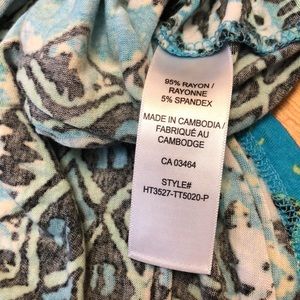 95% RAYON /
RAYONNE
5% SPANDEX
MADE IN CAMBODIA /
FABRIQUÉ AU
CAMBODGE
CA 03464
STYLE#
HT3527-TT5020-P